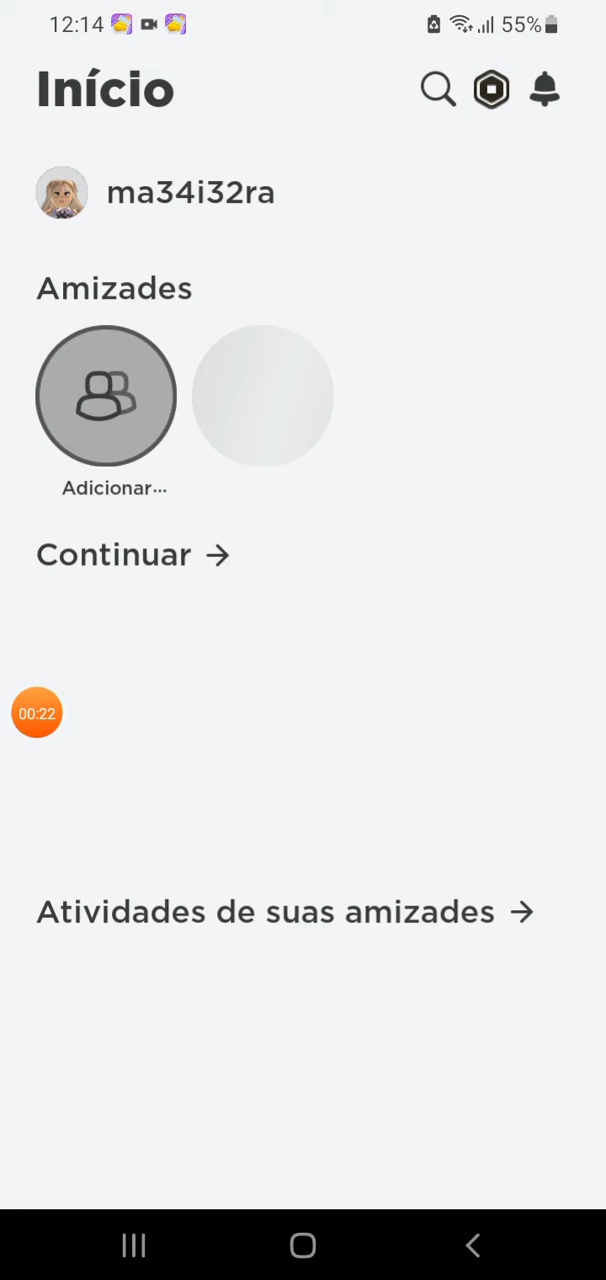 12:14
55%
Início
ma34i32ra
Amizades
Adicionar...
Continuar →
00:22
Atividades de suas amizades →